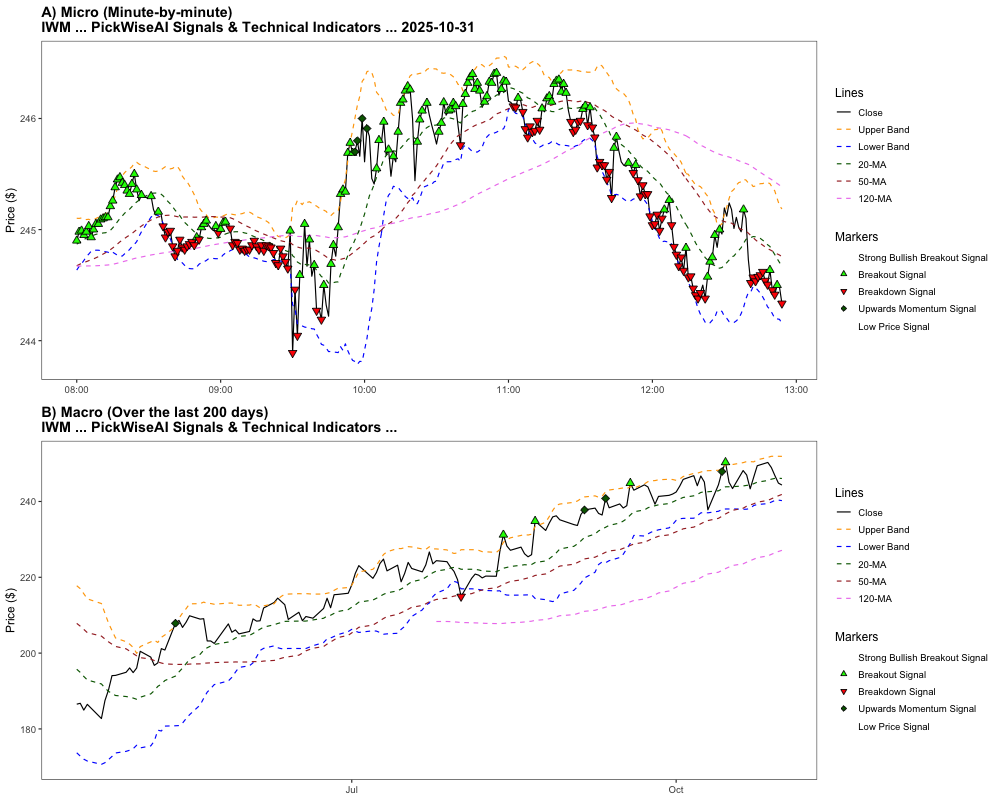 A) Micro (Minute-by-minute)
IWM ... PickWiseAI Signals & Technical Indicators ... 2025-10-31
Price ($)
246
245
244
08:00
09:00
10:00
11:00
12:00
13:00
Lines
Close
Upper Band
Lower Band
20-MA
50-MA
120-MA
Markers
Strong Bullish Breakout Signal
Breakout Signal
Breakdown Signal
Upwards Momentum Signal
Low Price Signal
B) Macro (Over the last 200 days)
IWM ... PickWiseAI Signals & Technical Indicators ...
Price ($)
240
220
200
180
Jul
Oct
Lines
Close
Upper Band
Lower Band
20-MA
50-MA
120-MA
Markers
Strong Bullish Breakout Signal
Breakout Signal
Breakdown Signal
Upwards Momentum Signal
Low Price Signal